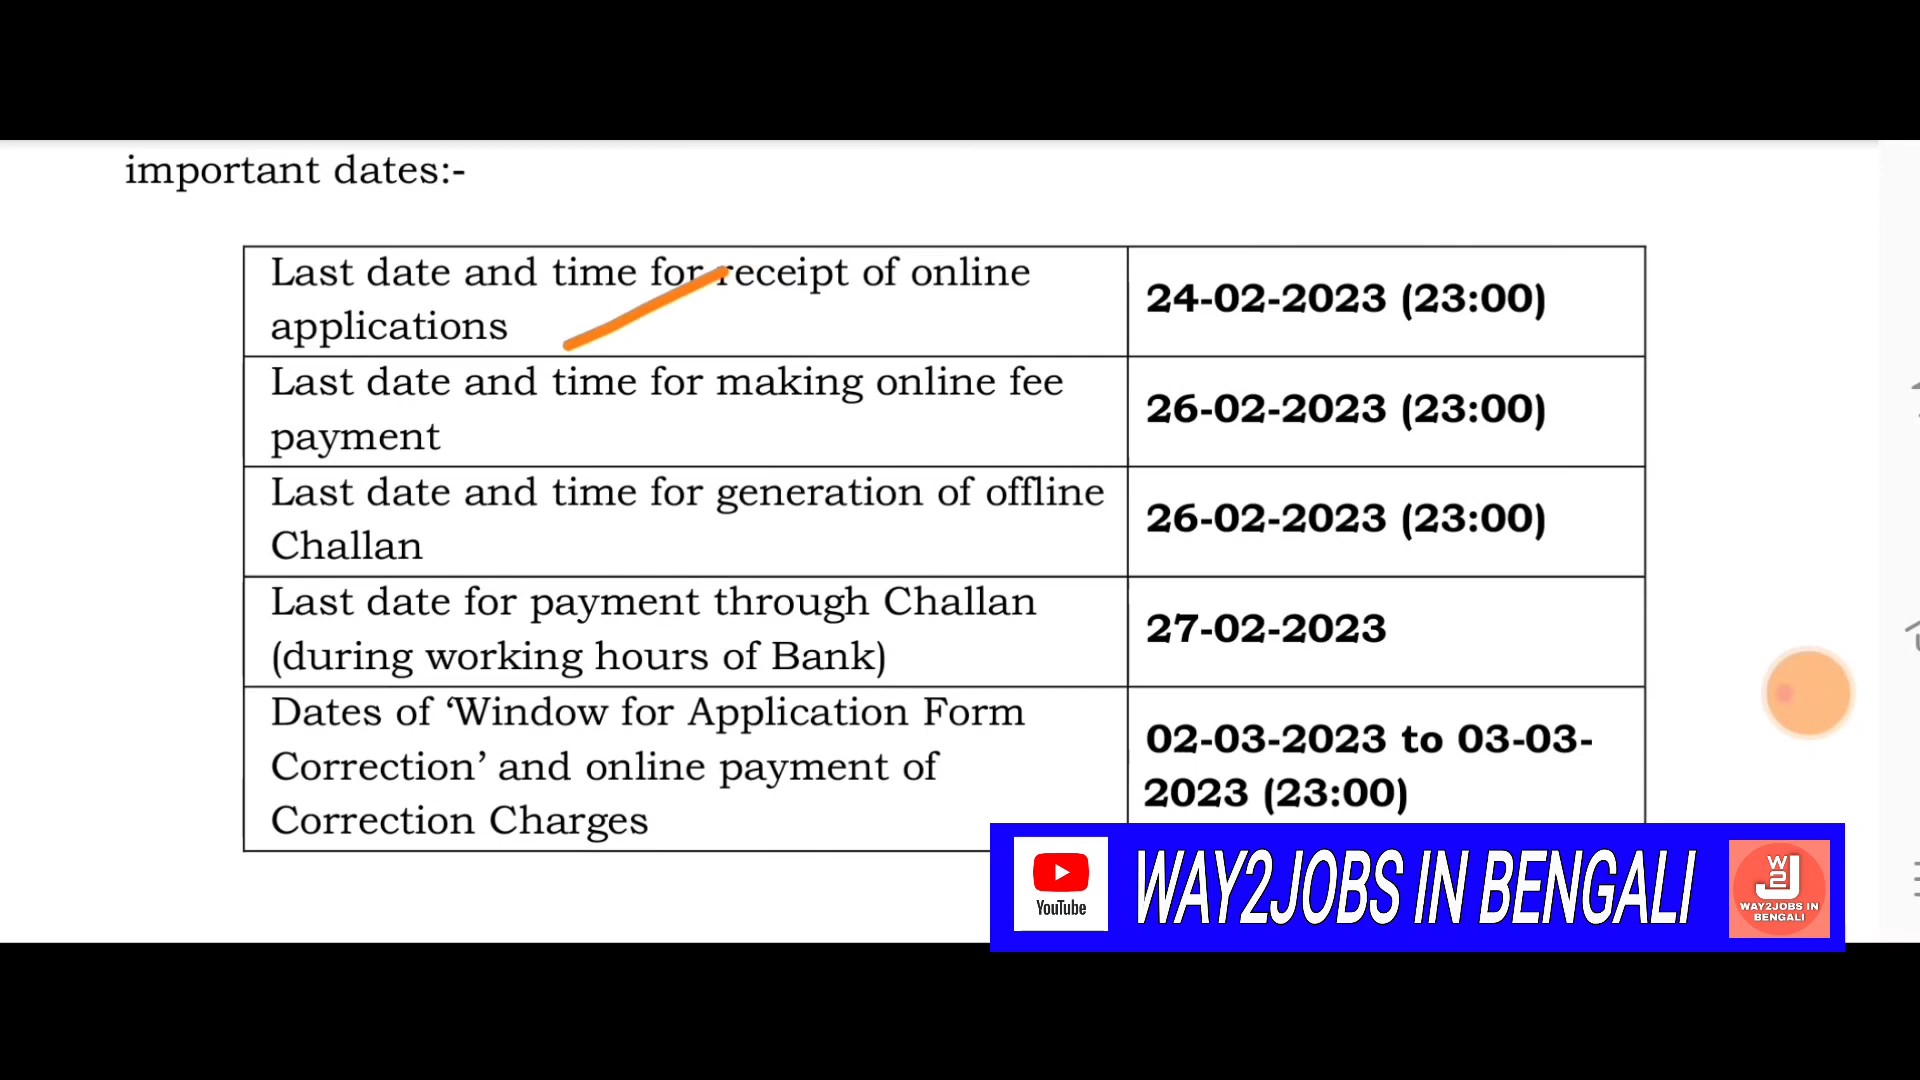 important dates:-
Last date and time for receipt of online
applications
24-02-2023 (23:00)
Last date and time for making online fee
payment
26-02-2023 (23:00)
Last date and time for generation of offline
Challan
26-02-2023 (23:00)
Last date for payment through Challan
(during working hours of Bank)
27-02-2023
Dates of ‘Window for Application Form
Correction’ and online payment of
Correction Charges
02-03-2023 to 03-03-
2023 (23:00)
YouTube
WAY2JOBS IN BENGALI
W
2J
WAY2JOBS IN
BENGALI